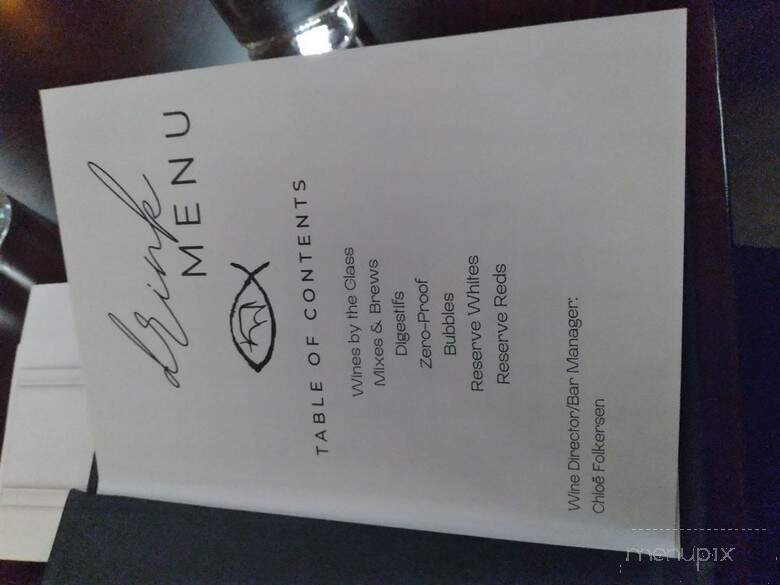 drink
MENU
TABLE OF CONTENTS
Wines by the Glass
Mixes & Brews
Digestifs
Zero-Proof
Bubbles
Reserve Whites
Reserve Reds
Wine Director/Bar Manager:
Chloë Folkersen
menupix